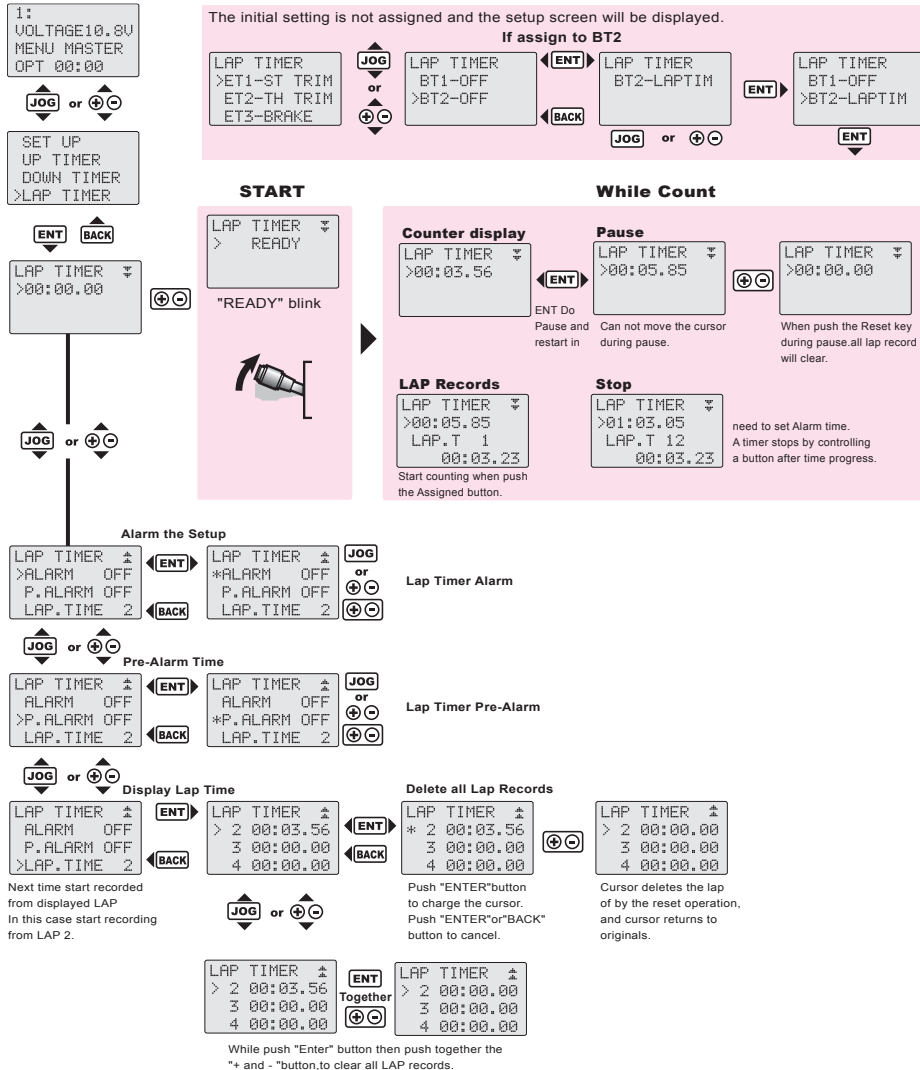 1:
VOLTAGE10.8V
MENU MASTER
OPT 00:00
JOG or + -
SET UP
UP TIMER
DOWN TIMER
>LAP TIMER
ENT BACK
LAP TIMER
>00:00.00
+ -
JOG or + -
The initial setting is not assigned and the setup screen will be displayed.
If assign to BT2
LAP TIMER
>ET1-ST TRIM
ET2-TH TRIM
ET3-BRAKE
JOG
or
+ -
LAP TIMER
BT1-OFF
>BT2-OFF
ENT
BACK
LAP TIMER
BT2-LAPTIM
JOG or + -
ENT
LAP TIMER
BT1-OFF
>BT2-LAPTIM
ENT
START
LAP TIMER
> READY
"READY" blink
While Count
Counter display
LAP TIMER
>00:03.56
ENT
ENT Do
Pause and
restart in
Pause
LAP TIMER
>00:05.85
Can not move the cursor
during pause.
+ -
LAP TIMER
>00:00.00
When push the Reset key
during pause.all lap record
will clear.
LAP Records
LAP TIMER
>00:05.85
LAP.T 1
00:03.23
Start counting when push
the Assigned button.
Stop
LAP TIMER
>01:03.05
LAP.T 12
00:03.23
need to set Alarm time.
A timer stops by controlling
a button after time progress.
Alarm the Setup
LAP TIMER
>ALARM OFF
P.ALARM OFF
LAP.TIME 2
ENT
BACK
LAP TIMER
*ALARM OFF
P.ALARM OFF
LAP.TIME 2
JOG
or
+ -
+ -
Lap Timer Alarm
JOG or + -
Pre-Alarm Time
LAP TIMER
ALARM OFF
>P.ALARM OFF
LAP.TIME 2
ENT
BACK
LAP TIMER
ALARM OFF
*P.ALARM OFF
LAP.TIME 2
JOG
or
+ -
+ -
Lap Timer Pre-Alarm
JOG or + -
Display Lap Time
LAP TIMER
ALARM OFF
P.ALARM OFF
>LAP.TIME 2
Next time start recorded
from displayed LAP
In this case start recording
from LAP 2.
ENT
BACK
LAP TIMER
> 2 00:03.56
3 00:00.00
4 00:00.00
JOG or + -
ENT
BACK
Delete all Lap Records
LAP TIMER
* 2 00:03.56
3 00:00.00
4 00:00.00
Push "ENTER"button
to charge the cursor.
Push "ENTER"or"BACK"
button to cancel.
+ -
LAP TIMER
> 2 00:00.00
3 00:00.00
4 00:00.00
Cursor deletes the lap
of by the reset operation,
and cursor returns to
originals.
LAP TIMER
> 2 00:03.56
3 00:00.00
4 00:00.00
ENT
Together
+ -
LAP TIMER
> 2 00:00.00
3 00:00.00
4 00:00.00
While push "Enter" button then push together the
"+ and - "button,to clear all LAP records.